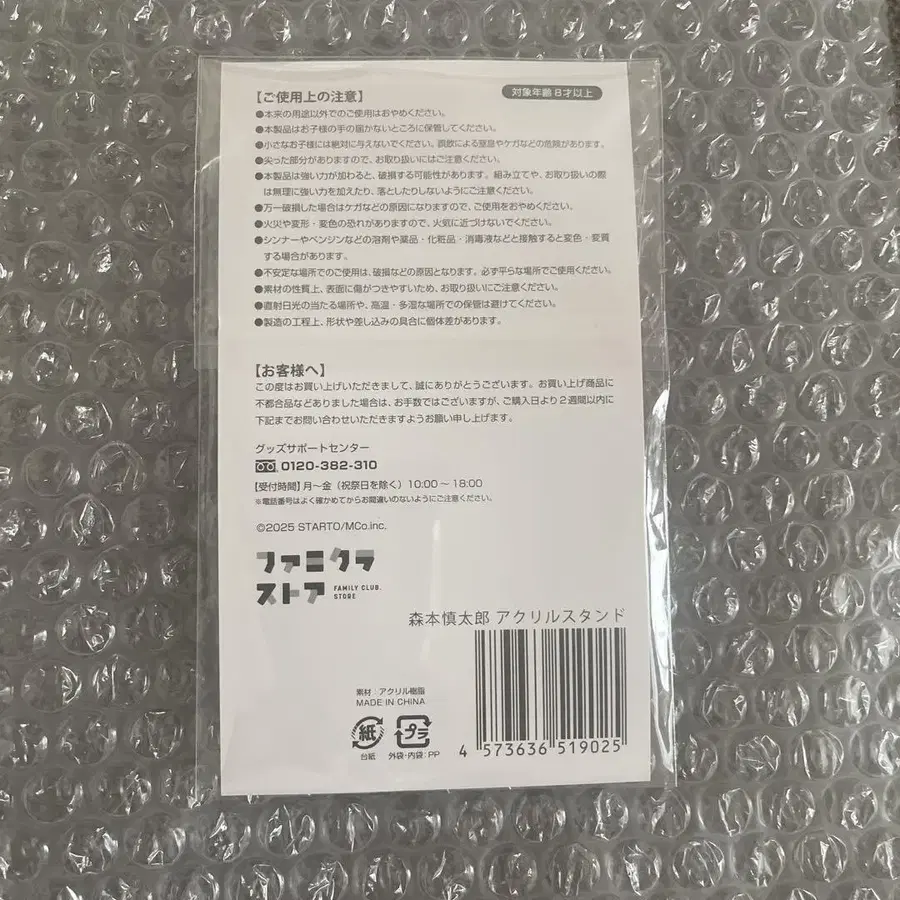 【ご使用上の注意】
対象年齢 8才以上
●本来の用途以外でのご使用はおやめください。
●本製品はお子様の手の届かないところに保管してください。
●小さなお子様には絶対に与えないでください。誤飲による窒息やケガなどの危険があります。
●尖った部分がありますので、お取り扱いにはご注意ください。
●本製品は強い力が加わると、破損する可能性があります。組み立てや、お取り扱いの際
は無理に強い力を加えたり、落としたりしないようにご注意ください。
●万一破損した場合はケガなどの原因になりますので、ご使用をおやめください。
●火災や変形・変色の恐れがありますので、火気に近づけないでください。
●シンナーやベンジンなどの溶剤や薬品・化粧品・消毒液などと接触すると変色・変質
する場合があります。
●不安定な場所でのご使用は、破損などの原因となります。必ず平らな場所でご使用ください。
●素材の性質上、表面に傷がつきやすいため、お取り扱いにご注意ください。
●直射日光の当たる場所や、高温・多湿な場所での保管は避けてください。
●製造の工程上、形状や差し込みの具合に個体差があります。
【お客様へ】
この度はお買い上げいただきまして、誠にありがとうございます。お買い上げ商品に
不都合品などありました場合は、お手数ではございますが、ご購入日より2週間以内に
下記までお問い合わせいただきますようお願い申し上げます。
グッズサポートセンター
0120-382-310
【受付時間】月～金（祝祭日を除く）10:00～18:00
※電話番号はよく確かめてからお間違いのないようにご注意ください。
©2025 STARTO/MCo.inc.
ファミクラ
ストア
FAMILY CLUB.
STORE
森本慎太郎 アクリルスタンド
素材：アクリル樹脂
MADE IN CHINA
紙
台紙
プラ
外袋・内袋:PP
4 573636 519025